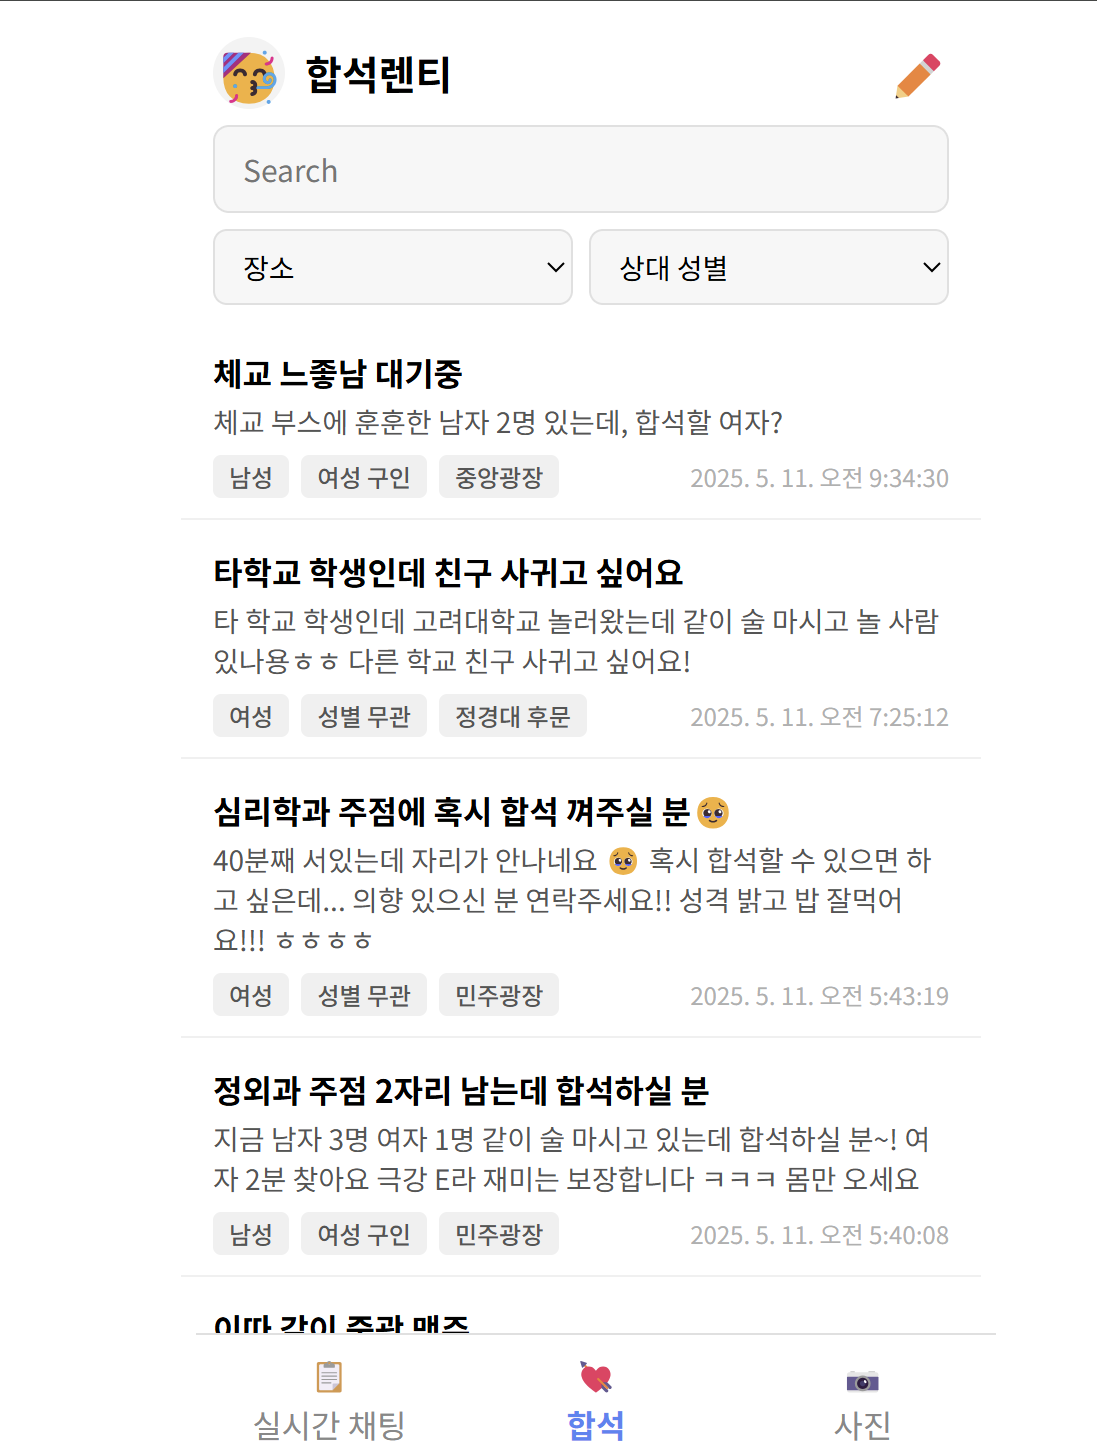 합석렌티
Search
장소
상대 성별
체교 느좋남 대기중
체교 부스에 훈훈한 남자 2명 있는데, 합석할 여자?
남성 여성 구인 중앙광장 2025. 5. 11. 오전 9:34:30
타학교 학생인데 친구 사귀고 싶어요
타 학교 학생인데 고려대학교 놀러왔는데 같이 술 마시고 놀 사람
있나용ㅎㅎ 다른 학교 친구 사귀고 싶어요!
여성 성별 무관 정경대 후문 2025. 5. 11. 오전 7:25:12
심리학과 주점에 혹시 합석 껴주실 분🥹
40분째 서있는데 자리가 안나네요 🥹 혹시 합석할 수 있으면 하
고 싶은데... 의향 있으신 분 연락주세요!! 성격 밝고 밥 잘먹어
요!!! ㅎㅎㅎㅎ
여성 성별 무관 민주광장 2025. 5. 11. 오전 5:43:19
정외과 주점 2자리 남는데 합석하실 분
지금 남자 3명 여자 1명 같이 술 마시고 있는데 합석하실 분~! 여
자 2분 찾아요 극강 E라 재미는 보장합니다 ㅋㅋㅋ 몸만 오세요
남성 여성 구인 민주광장 2025. 5. 11. 오전 5:40:08
이따 같이
실시간 채팅
합석
사진